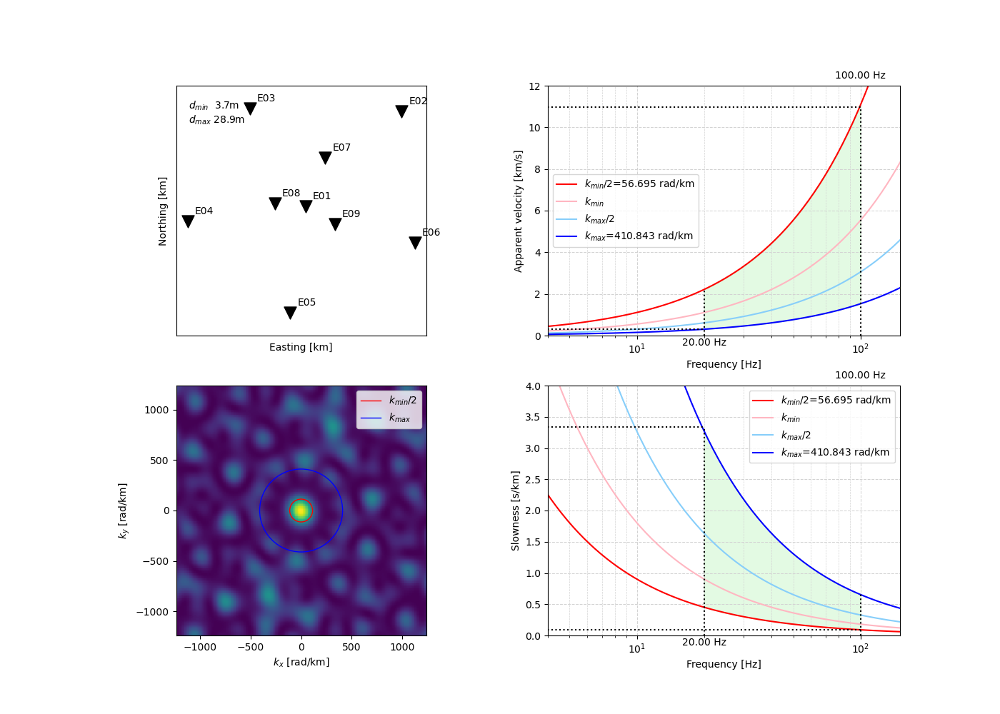 E03
E02
d_min 3.7m
d_max 28.9m
E07
E08
E01
E04
E09
E06
E05
Northing [km]
Easting [km]
100.00 Hz
12
10
8
6
4
2
0
Apparent velocity [km/s]
k_min/2=56.695 rad/km
k_min
k_max/2
k_max=410.843 rad/km
20.00 Hz
10^1
10^2
Frequency [Hz]
k_min/2
k_max
1000
500
0
−500
−1000
k_y [rad/km]
−1000 −500 0 500 1000
k_x [rad/km]
100.00 Hz
4.0
3.5
3.0
2.5
2.0
1.5
1.0
0.5
0.0
Slowness [s/km]
k_min/2=56.695 rad/km
k_min
k_max/2
k_max=410.843 rad/km
20.00 Hz
10^1
10^2
Frequency [Hz]